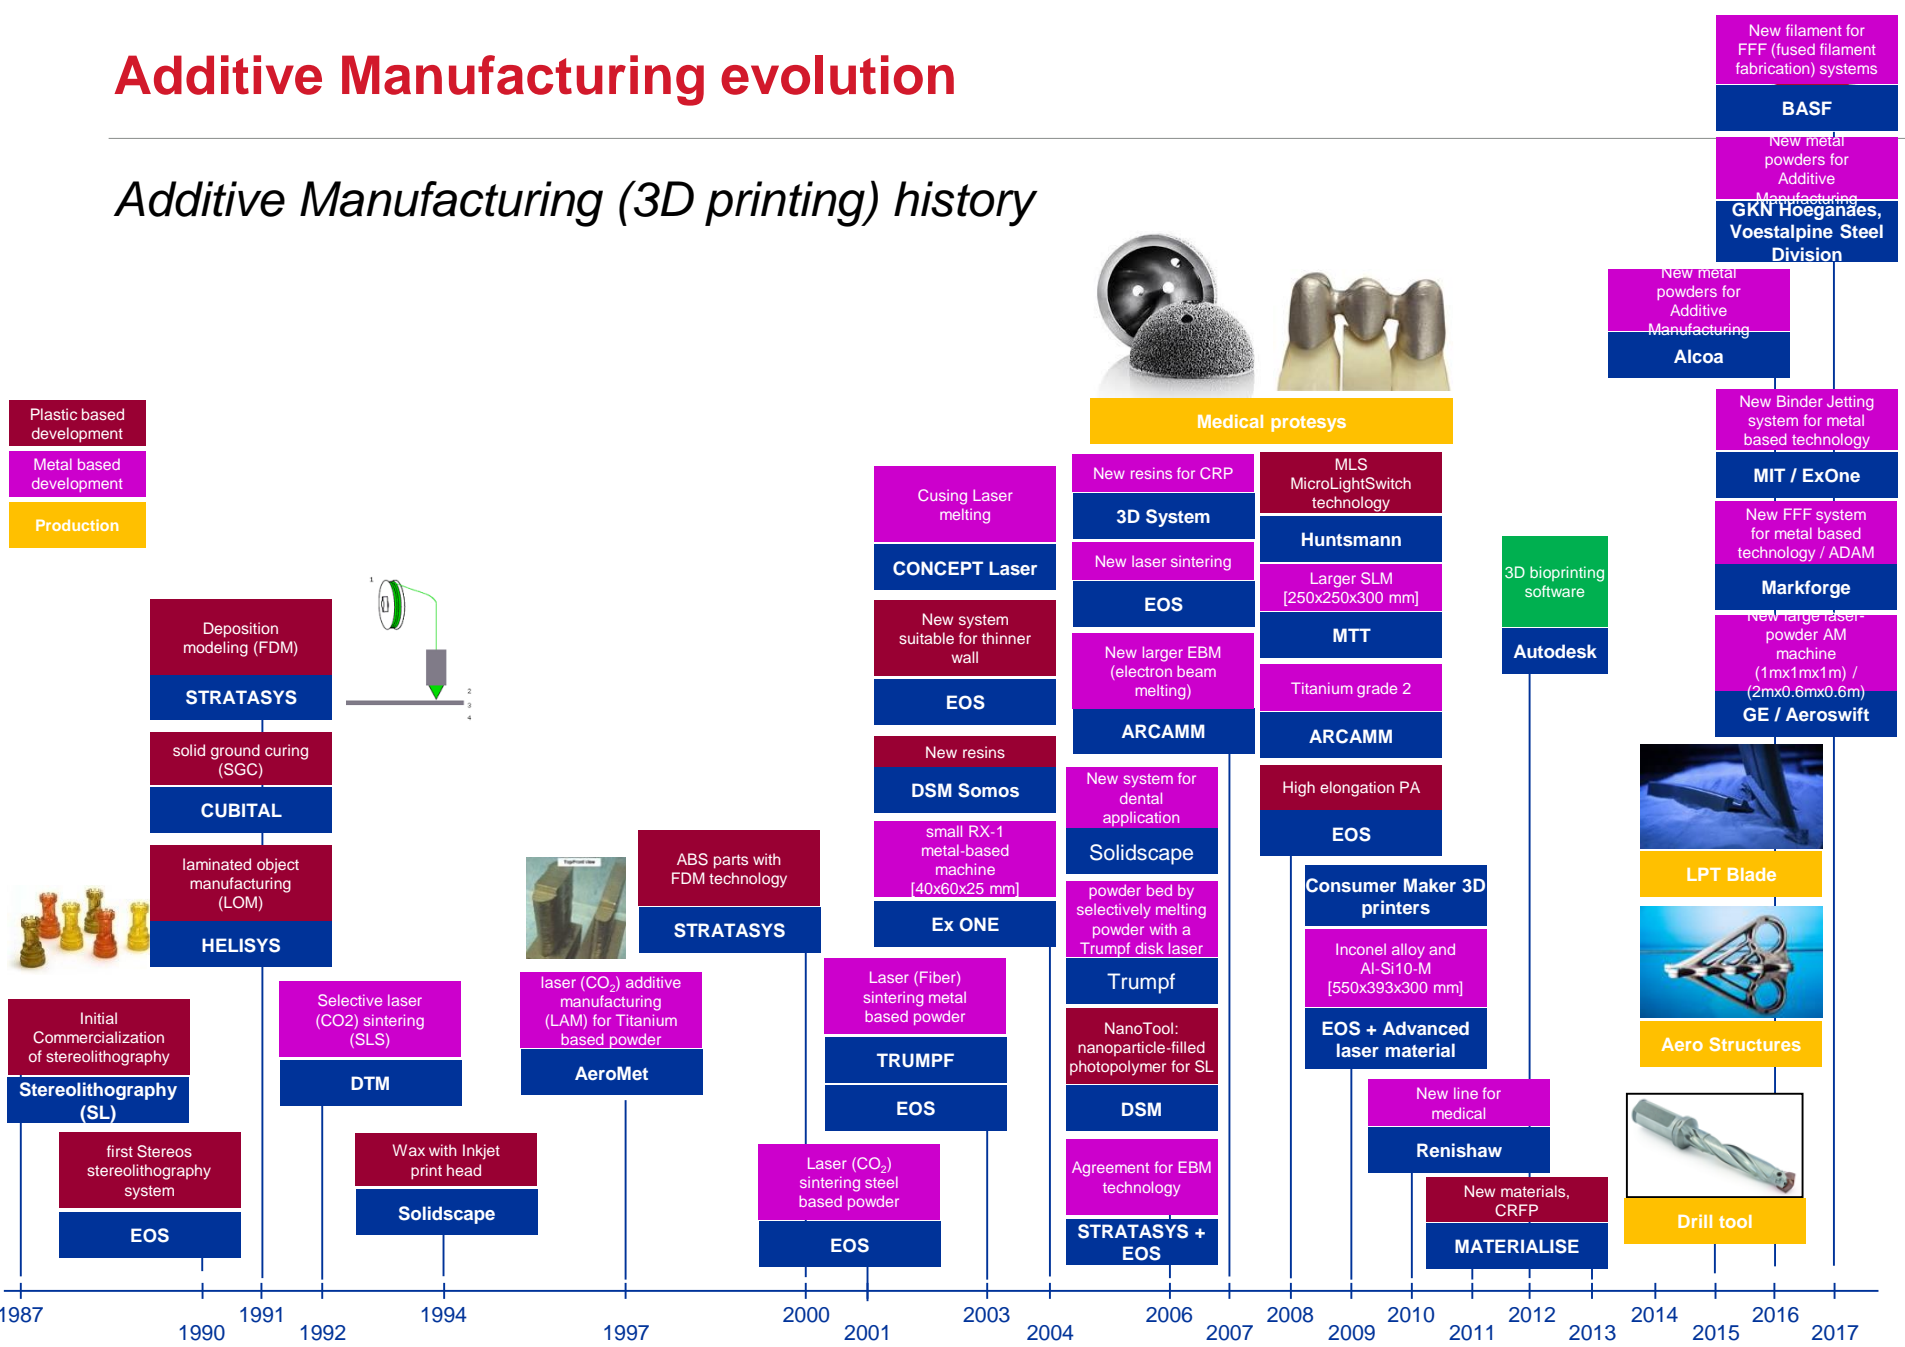 Additive Manufacturing evolution
Additive Manufacturing (3D printing) history
New filament for
FFF (fused filament
fabrication) systems
BASF
New metal
powders for
Additive
Manufacturing
GKN Hoeganaes,
Voestalpine Steel
Division
New metal
powders for
Additive
Manufacturing
Alcoa
New Binder Jetting
system for metal
based technology
MIT / ExOne
New FFF system
for metal based
technology / ADAM
Markforge
New large laser-
powder AM
machine
(1mx1mx1m) /
(2mx0.6mx0.6m)
GE / Aeroswift
Plastic based
development
Metal based
development
Production
Deposition
modeling (FDM)
STRATASYS
solid ground curing
(SGC)
CUBITAL
laminated object
manufacturing
(LOM)
HELISYS
1
2
3
4
Initial
Commercialization
of stereolithography
Stereolithography
(SL)
first Stereos
stereolithography
system
EOS
Selective laser
(CO2) sintering
(SLS)
DTM
Wax with Inkjet
print head
Solidscape
laser (CO2) additive
manufacturing
(LAM) for Titanium
based powder
AeroMet
ABS parts with
FDM technology
STRATASYS
Laser (CO2)
sintering steel
based powder
EOS
Laser (Fiber)
sintering metal
based powder
TRUMPF
EOS
Cusing Laser
melting
CONCEPT Laser
New system
suitable for thinner
wall
EOS
New resins
DSM Somos
small RX-1
metal-based
machine
[40x60x25 mm]
Ex ONE
Medical protesys
New resins for CRP
3D System
New laser sintering
EOS
New larger EBM
(electron beam
melting)
ARCAMM
New system for
dental
application
Solidscape
powder bed by
selectively melting
powder with a
Trumpf disk laser
Trumpf
NanoTool:
nanoparticle-filled
photopolymer for SL
DSM
Agreement for EBM
technology
STRATASYS +
EOS
MLS
MicroLightSwitch
technology
Huntsmann
Larger SLM
[250x250x300 mm]
MTT
Titanium grade 2
ARCAMM
High elongation PA
EOS
Consumer Maker 3D
printers
Inconel alloy and
Al-Si10-M
[550x393x300 mm]
EOS + Advanced
laser material
New line for
medical
Renishaw
New materials,
CRFP
MATERIALISE
3D bioprinting
software
Autodesk
LPT Blade
Aero Structures
Drill tool
1987
1990
1991
1992
1994
1997
2000
2001
2003
2004
2006
2007
2008
2009
2010
2011
2012
2013
2014
2015
2016
2017